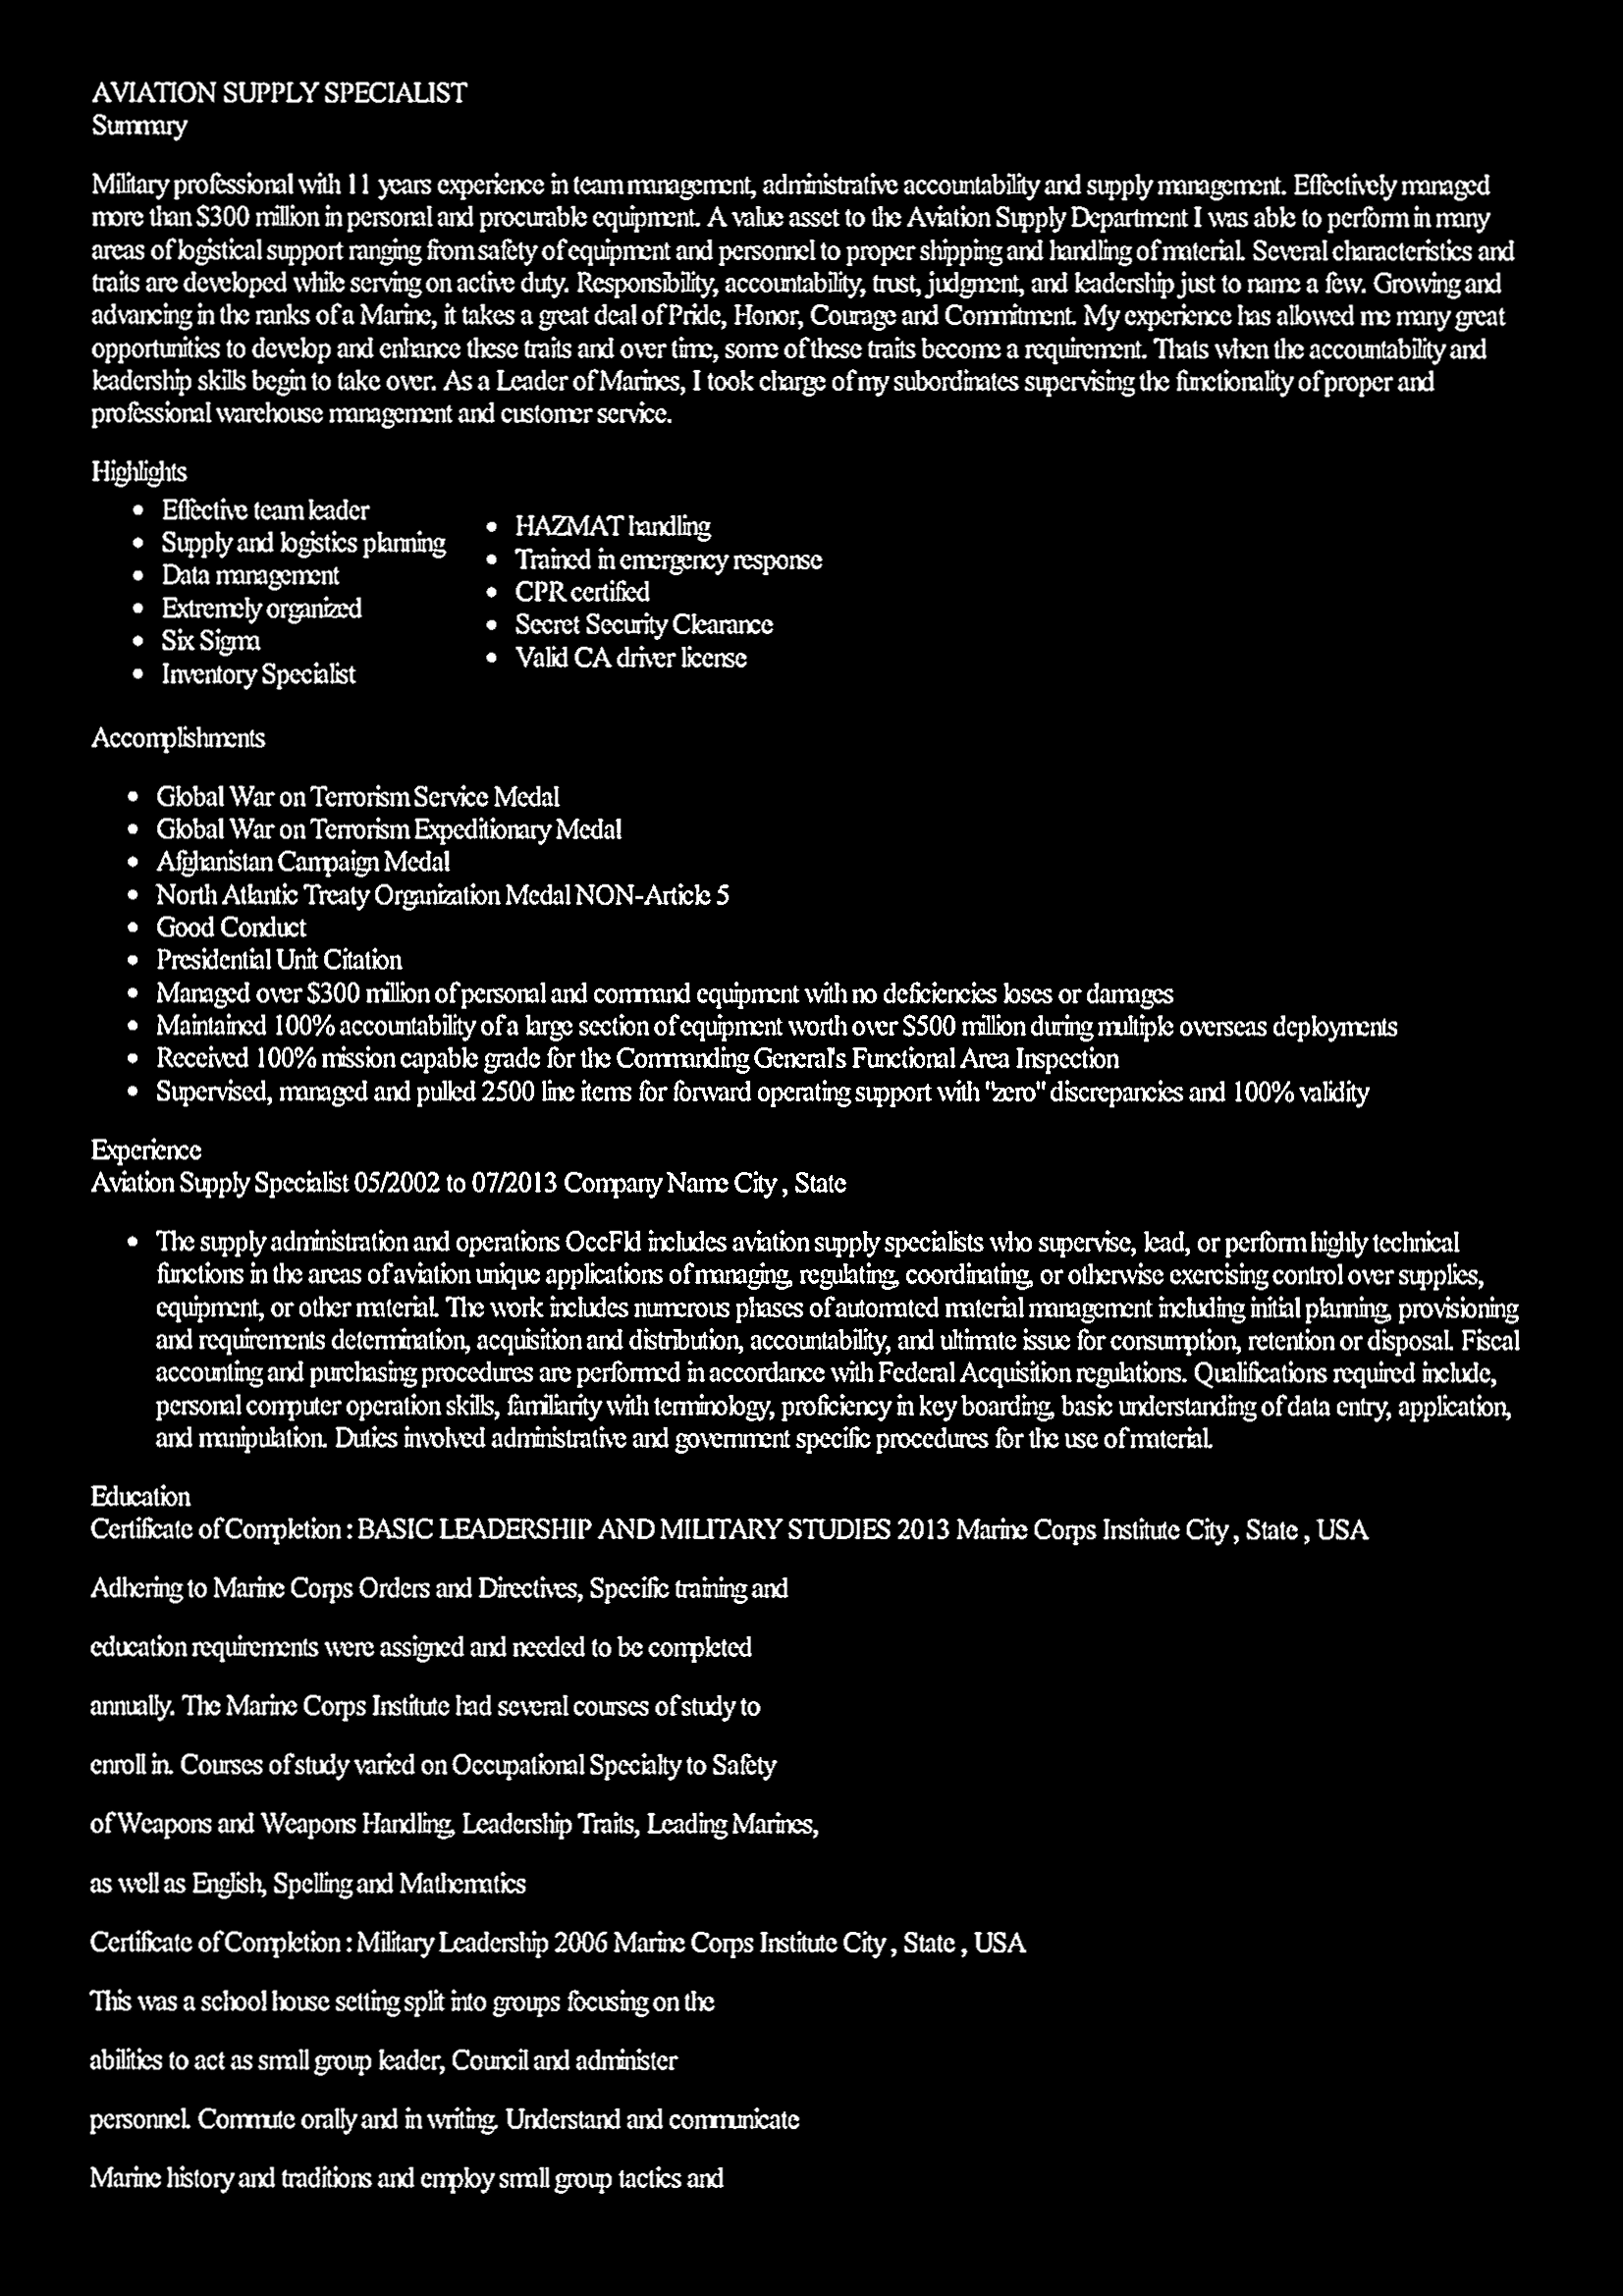 AVIATION SUPPLY SPECIALIST
Summary
Military professional with 11 years experience in team management, administrative accountability and supply management. Effectively managed
more than $300 million in personal and procurable equipment. A value asset to the Aviation Supply Department I was able to perform in many
areas of logistical support ranging from safety of equipment and personnel to proper shipping and handling of material. Several characteristics and
traits are developed while serving on active duty. Responsibility, accountability, trust, judgment, and leadership just to name a few. Growing and
advancing in the ranks of a Marine, it takes a great deal of Pride, Honor, Courage and Commitment. My experience has allowed me many great
opportunities to develop and enhance these traits and over time, some of these traits become a requirement. Thats when the accountability and
leadership skills begin to take over. As a Leader of Marines, I took charge of my subordinates supervising the functionality of proper and
professional warehouse management and customer service.
Highlights
• Effective team leader
• Supply and logistics planning
• Data management
• Extremely organized
• Six Sigma
• Inventory Specialist
• HAZMAT handling
• Trained in emergency response
• CPR certified
• Secret Security Clearance
• Valid CA driver license
Accomplishments
• Global War on Terrorism Service Medal
• Global War on Terrorism Expeditionary Medal
• Afghanistan Campaign Medal
• North Atlantic Treaty Organization Medal NON-Article 5
• Good Conduct
• Presidential Unit Citation
• Managed over $300 million of personal and command equipment with no deficiencies loses or damages
• Maintained 100% accountability of a large section of equipment worth over $500 million during multiple overseas deployments
• Received 100% mission capable grade for the Commanding General's Functional Area Inspection
• Supervised, managed and pulled 2500 line items for forward operating support with "zero" discrepancies and 100% validity
Experience
Aviation Supply Specialist 05/2002 to 07/2013 Company Name City , State
• The supply administration and operations OccFld includes aviation supply specialists who supervise, lead, or perform highly technical
functions in the areas of aviation unique applications of managing, regulating, coordinating, or otherwise exercising control over supplies,
equipment, or other material. The work includes numerous phases of automated material management including initial planning, provisioning
and requirements determination, acquisition and distribution, accountability, and ultimate issue for consumption, retention or disposal. Fiscal
accounting and purchasing procedures are performed in accordance with Federal Acquisition regulations. Qualifications required include,
personal computer operation skills, familiarity with terminology, proficiency in key boarding, basic understanding of data entry, application,
and manipulation. Duties involved administrative and government specific procedures for the use of material.
Education
Certificate of Completion : BASIC LEADERSHIP AND MILITARY STUDIES 2013 Marine Corps Institute City , State , USA
Adhering to Marine Corps Orders and Directives, Specific training and
education requirements were assigned and needed to be completed
annually. The Marine Corps Institute had several courses of study to
enroll in. Courses of study varied on Occupational Specialty to Safety
of Weapons and Weapons Handling, Leadership Traits, Leading Marines,
as well as English, Spelling and Mathematics
Certificate of Completion : Military Leadership 2006 Marine Corps Institute City , State , USA
This was a school house setting split into groups focusing on the
abilities to act as small group leader, Council and administer
personnel. Commute orally and in writing. Understand and communicate
Marine history and traditions and employ small group tactics and